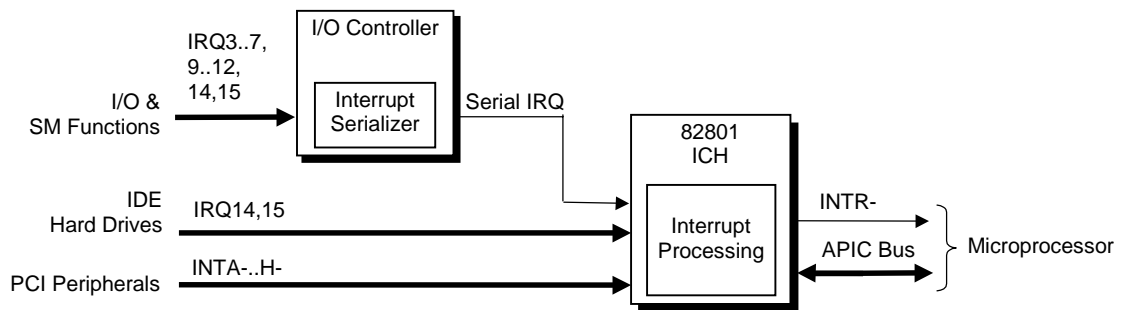 I/O Controller
IRQ3..7,
9..12,
14,15
I/O &
SM Functions
Interrupt
Serializer
Serial IRQ
82801
ICH
IDE
Hard Drives
IRQ14,15
Interrupt
Processing
INTR-
APIC Bus
Microprocessor
PCI Peripherals
INTA-..H-